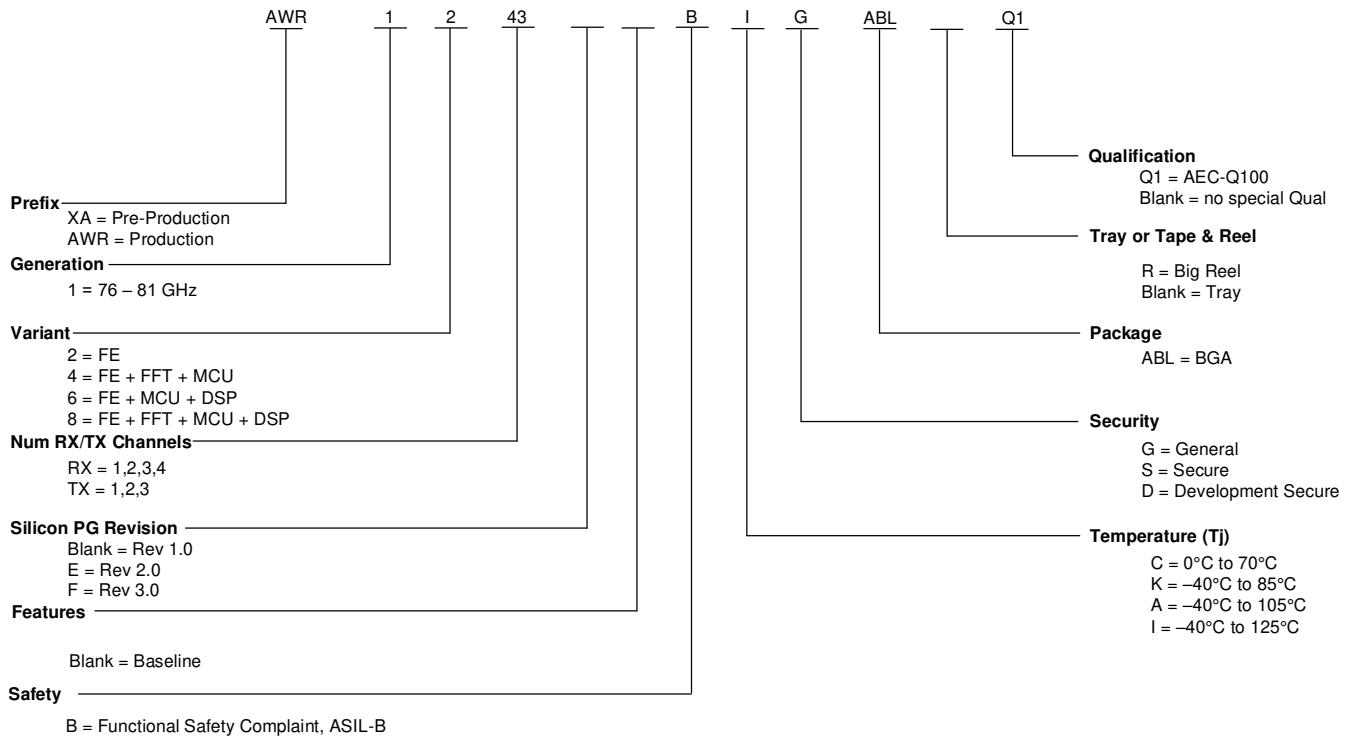 AWR 1 2 43 B I G ABL Q1
Prefix
XA = Pre-Production
AWR = Production
Generation
1 = 76 – 81 GHz
Variant
2 = FE
4 = FE + FFT + MCU
6 = FE + MCU + DSP
8 = FE + FFT + MCU + DSP
Num RX/TX Channels
RX = 1,2,3,4
TX = 1,2,3
Silicon PG Revision
Blank = Rev 1.0
E = Rev 2.0
F = Rev 3.0
Features
Blank = Baseline
Safety
B = Functional Safety Complaint, ASIL-B
Qualification
Q1 = AEC-Q100
Blank = no special Qual
Tray or Tape & Reel
R = Big Reel
Blank = Tray
Package
ABL = BGA
Security
G = General
S = Secure
D = Development Secure
Temperature (Tj)
C = 0°C to 70°C
K = –40°C to 85°C
A = –40°C to 105°C
I = –40°C to 125°C